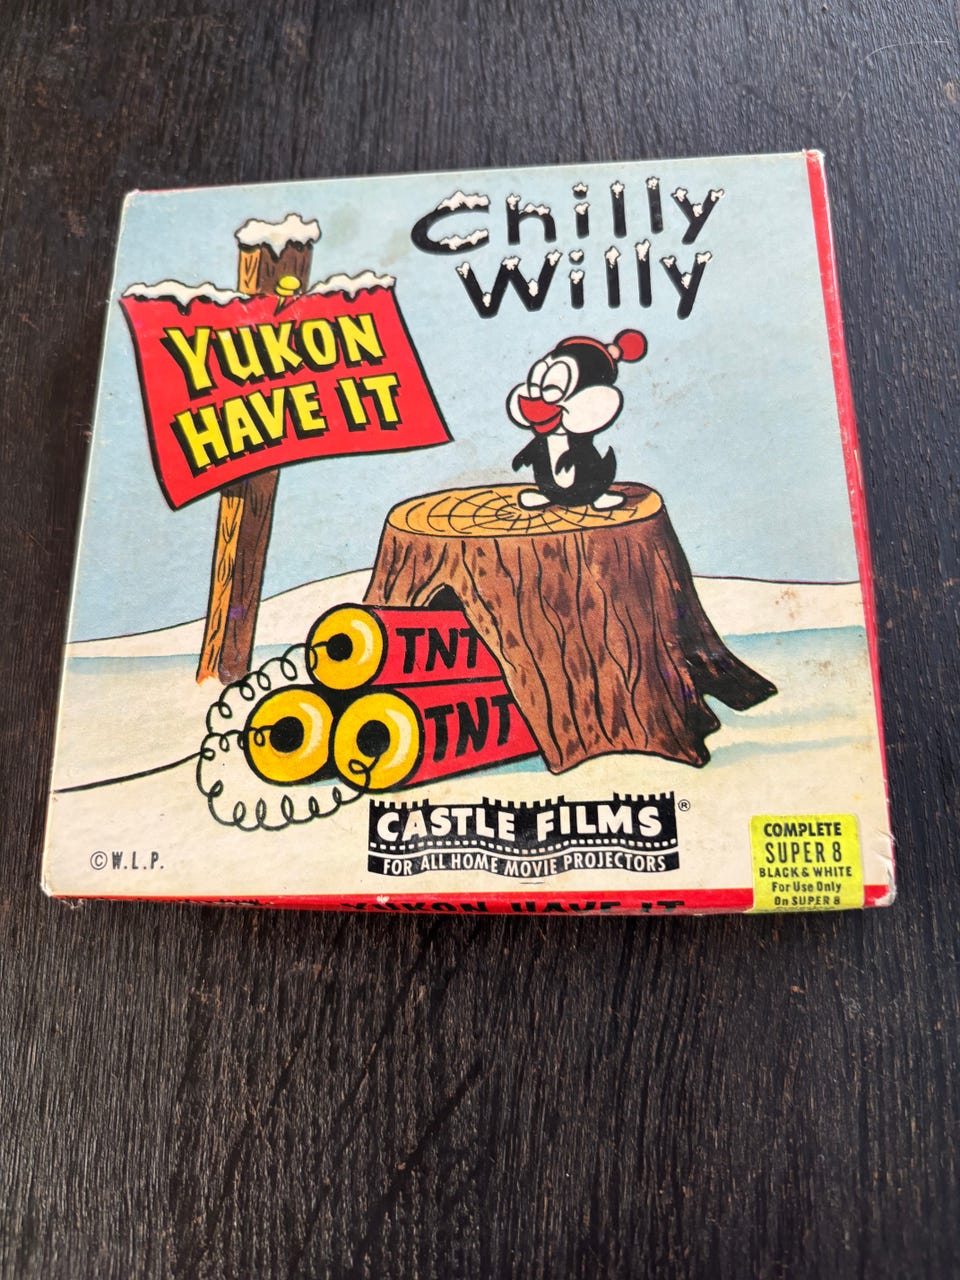 Chilly
Willy
YUKON
HAVE IT
TNT
TNT
CASTLE FILMS®
FOR ALL HOME MOVIE PROJECTORS
© W.L.P.
COMPLETE
SUPER 8
BLACK & WHITE
For Use Only
On SUPER 8
YUKON HAVE IT